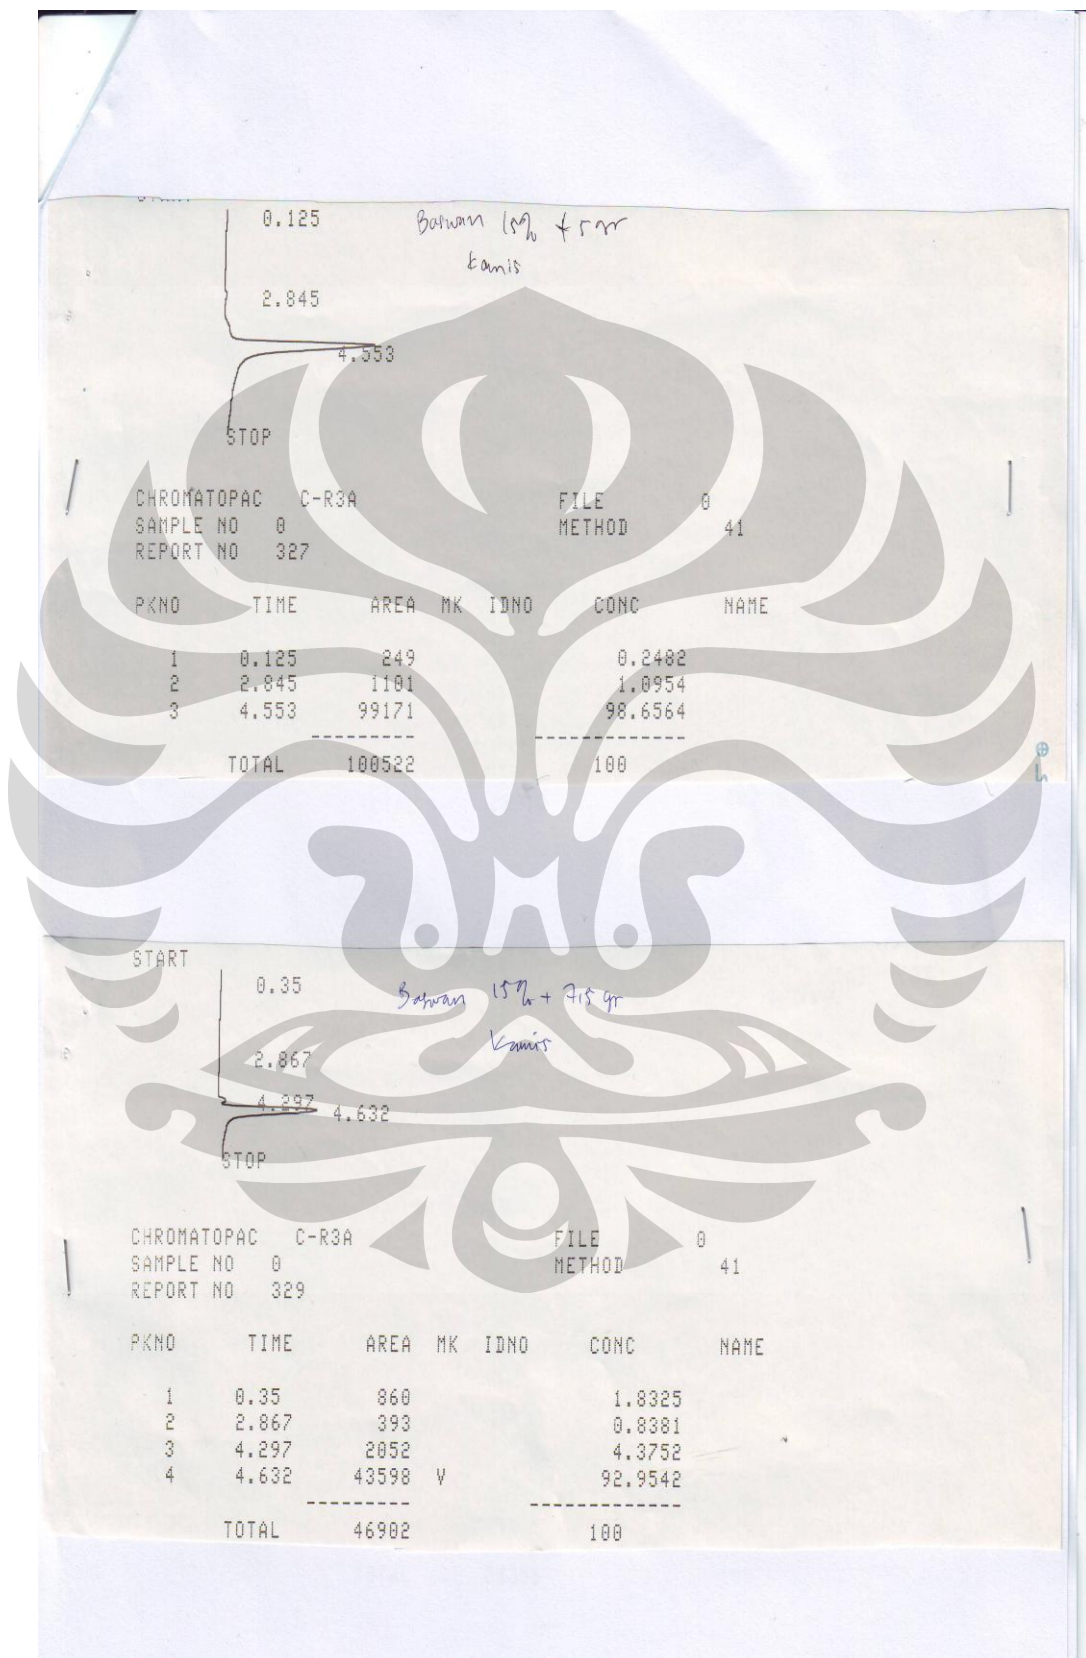 0.125
15% + 5 gr
Kamis
2.845
4.553
STOP
CHROMATOPAC C-R3A FILE 0
SAMPLE NO 0 METHOD 41
REPORT NO 327
PKNO TIME AREA MK IDNO CONC NAME
1 0.125 249 0.2482
2 2.845 1101 1.0954
3 4.553 99171 98.6564
TOTAL 100522 100
START
0.35
15% + 7,5 gr
Kamis
2.867
4.297 4.632
STOP
CHROMATOPAC C-R3A FILE 0
SAMPLE NO 0 METHOD 41
REPORT NO 329
PKNO TIME AREA MK IDNO CONC NAME
1 0.35 860 1.8325
2 2.867 393 0.8381
3 4.297 2052 4.3752
4 4.632 43598 V 92.9542
TOTAL 46902 100